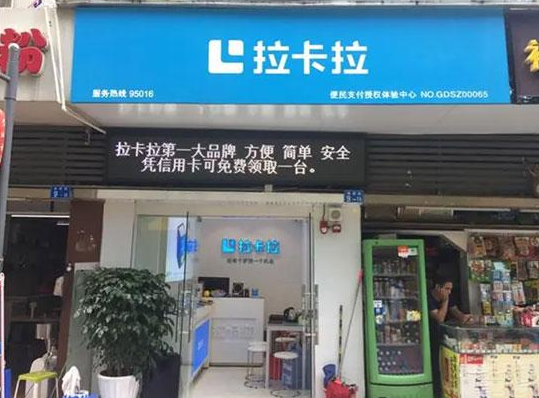 拉卡拉
服务热线 95016
便民支付授权体验中心 NO.GDSZ00065
拉卡拉第一大品牌 方便 简单 安全
凭信用卡可免费领取一台。
拉卡拉